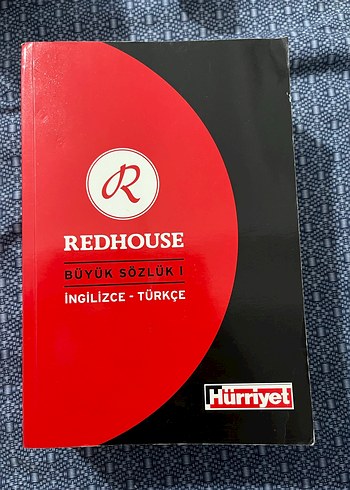 R
REDHOUSE
BÜYÜK SÖZLÜK I
İNGİLİZCE - TÜRKÇE
Hürriyet